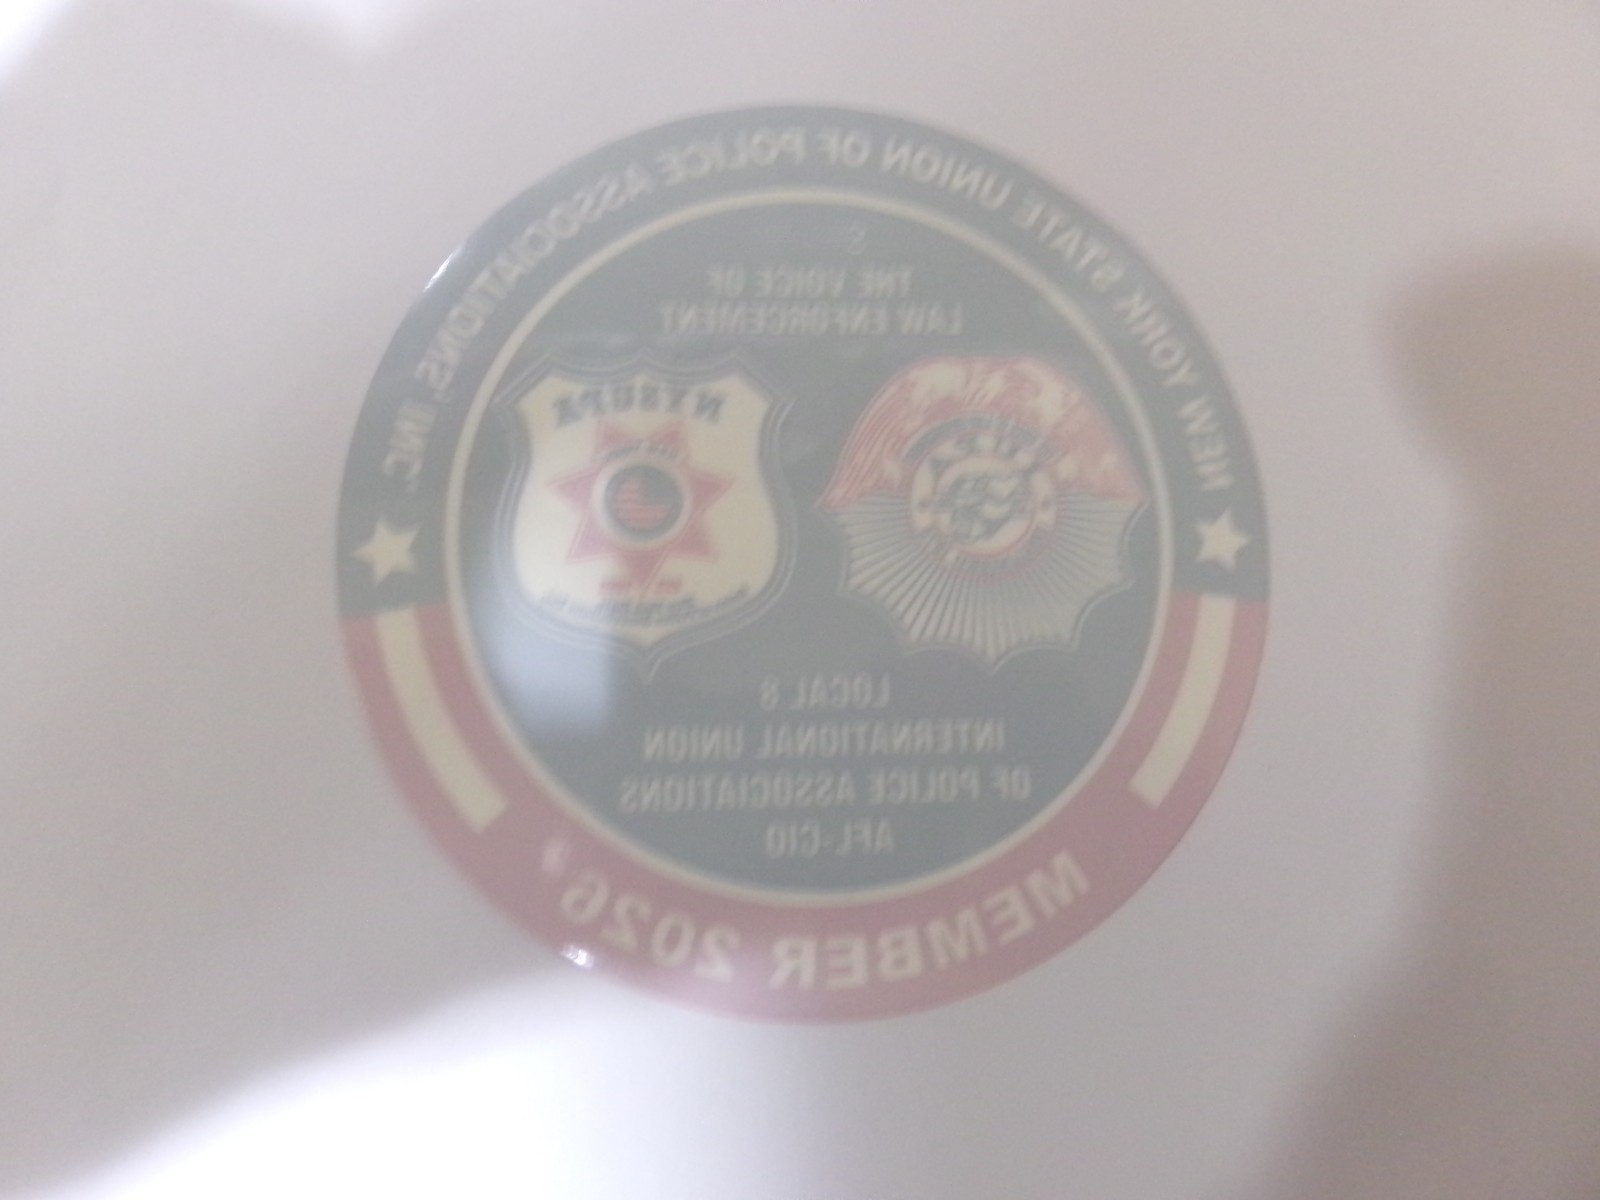 NEW YORK STATE UNION OF POLICE ASSOCIATIONS, INC.
THE VOICE OF
LAW ENFORCEMENT
NYSUPA
LOCAL 8
INTERNATIONAL UNION
OF POLICE ASSOCIATIONS
AFL-CIO
MEMBER 2026